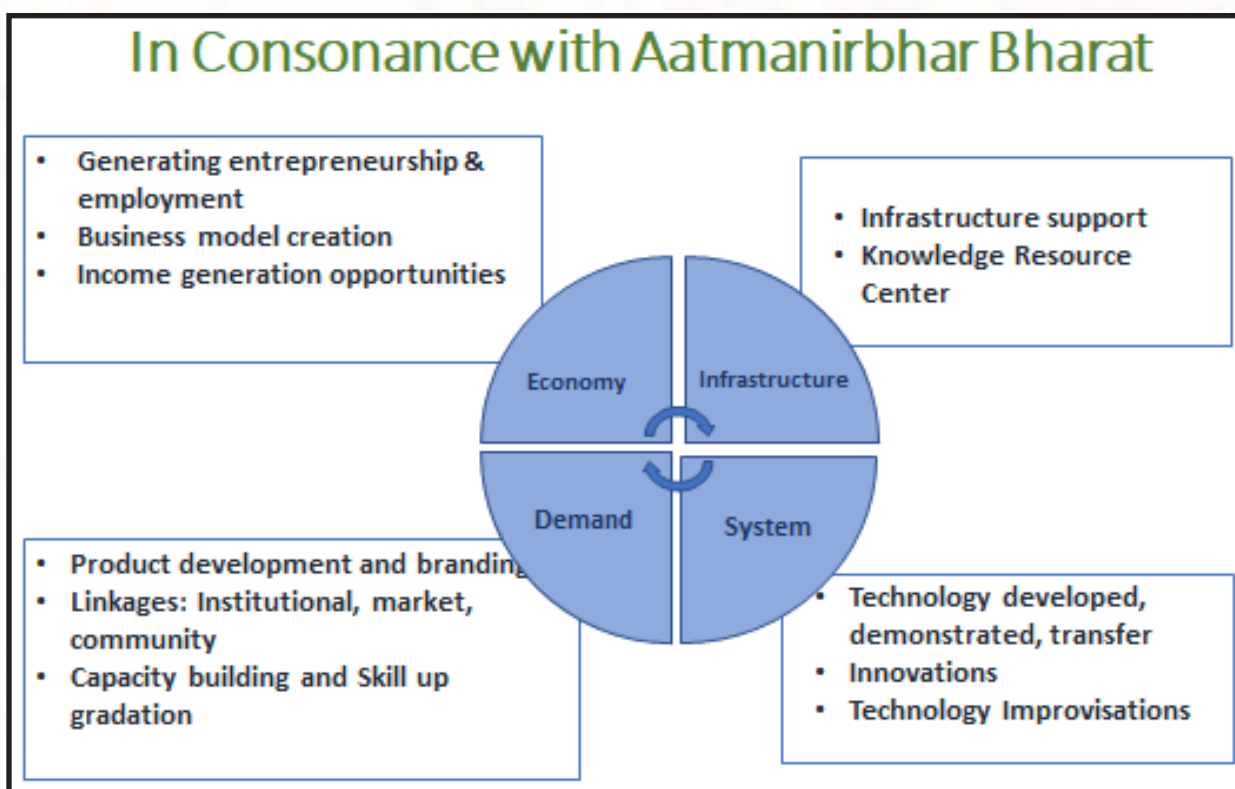 In Consonance with Aatmanirbhar Bharat
• Generating entrepreneurship &
employment
• Business model creation
• Income generation opportunities
• Infrastructure support
• Knowledge Resource
Center
Economy
Infrastructure
Demand
System
• Product development and branding
• Linkages: Institutional, market,
community
• Capacity building and Skill up
gradation
• Technology developed,
demonstrated, transfer
• Innovations
• Technology Improvisations